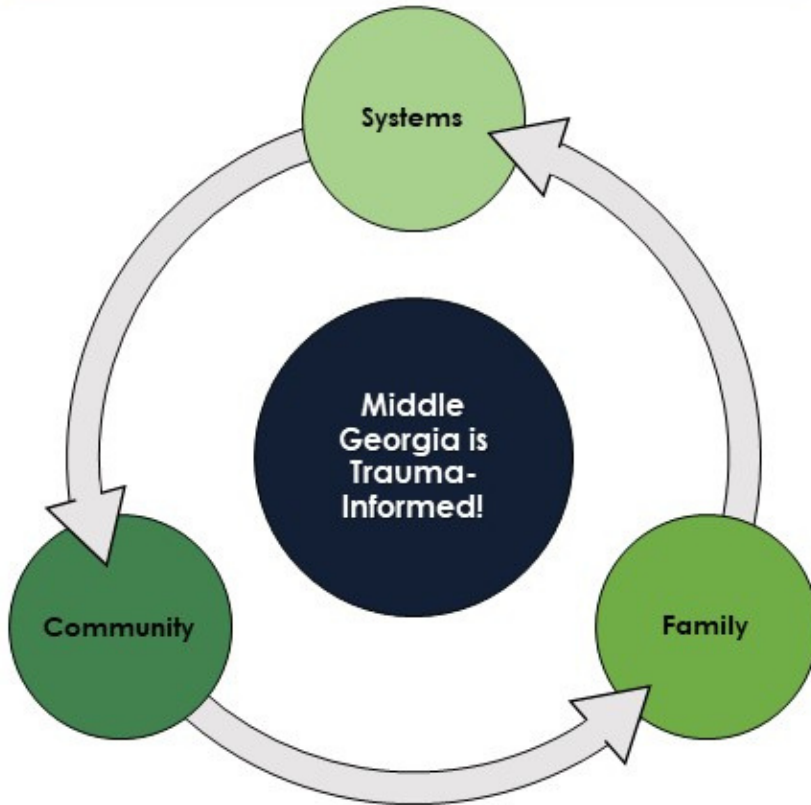 Systems
Middle
Georgia is
Trauma-
Informed!
Community
Family